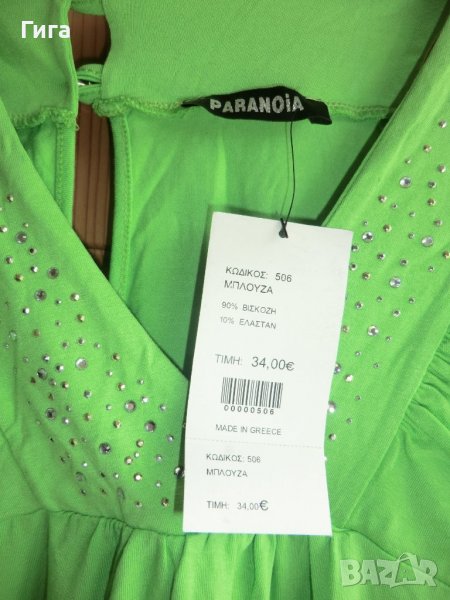 Гига
PARANOiA
ΚΩΔΙΚΟΣ: 506
ΜΠΛΟΥΖΑ
90% ΒΙΣΚΟΖΗ
10% ΕΛΑΣΤΑΝ
ΤΙΜΗ: 34,00€
00000506
MADE IN GREECE
ΚΩΔΙΚΟΣ: 506
ΜΠΛΟΥΖΑ
ΤΙΜΗ: 34,00€
BAZAR